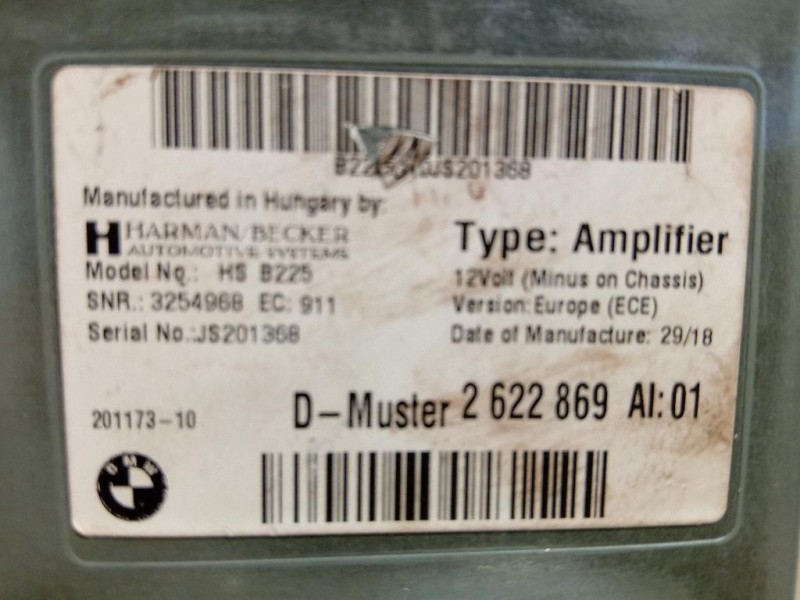 JS201368
Manufactured in Hungary by:
HARMAN/BECKER
AUTOMOTIVE SYSTEMS
Type: Amplifier
Model No.: HS B225
12Volt (Minus on Chassis)
SNR.: 3254968 EC: 911
Version: Europe (ECE)
Serial No.: JS201368
Date of Manufacture: 29/18
201173-10
D-Muster 2 622 869 AI: 01
BMW